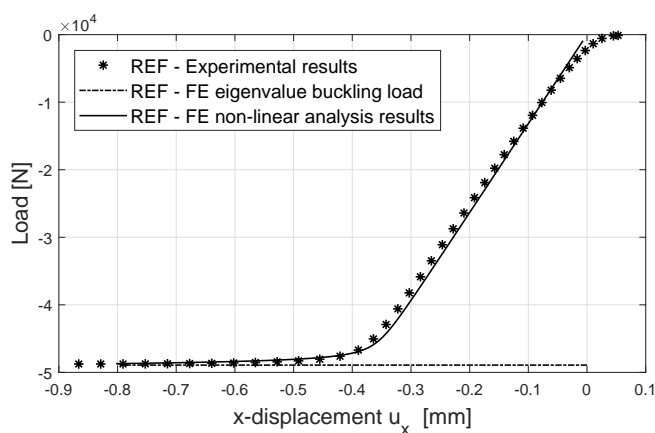 ×10⁴
0
REF - Experimental results
REF - FE eigenvalue buckling load
REF - FE non-linear analysis results
-1
-2
-3
-4
-5
Load [N]
-0.9 -0.8 -0.7 -0.6 -0.5 -0.4 -0.3 -0.2 -0.1 0 0.1
x-displacement uₓ [mm]